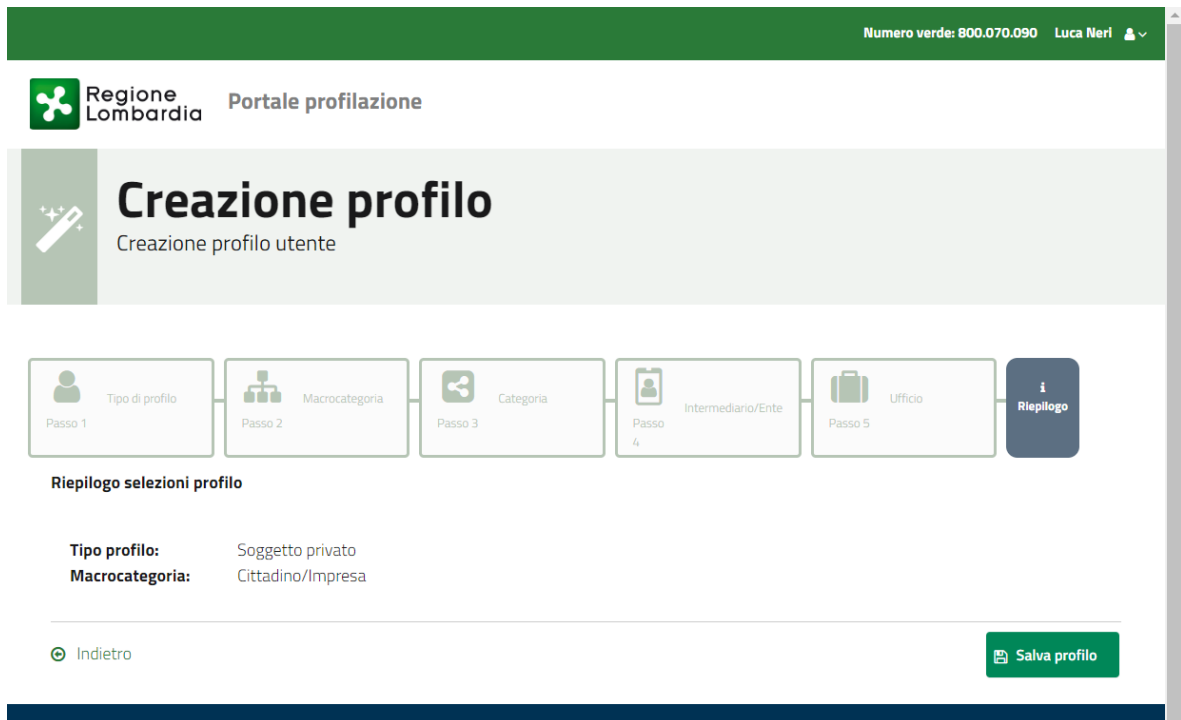 Numero verde: 800.070.090 Luca Neri
Regione
Lombardia
Portale profilazione
Creazione profilo
Creazione profilo utente
Tipo di profilo
Passo 1
Macrocategoria
Passo 2
Categoria
Passo 3
Intermediario/Ente
Passo
4
Ufficio
Passo 5
Riepilogo
Riepilogo selezioni profilo
Tipo profilo: Soggetto privato
Macrocategoria: Cittadino/Impresa
Indietro
Salva profilo